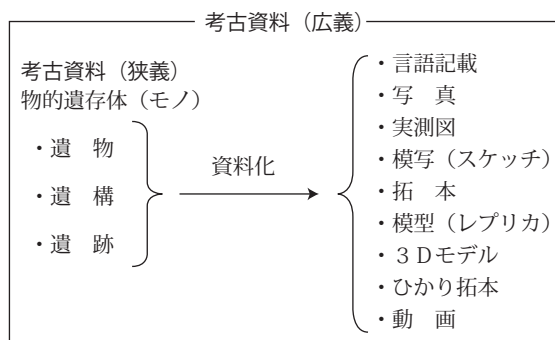 考古資料（広義）
考古資料（狭義）
物的遺存体（モノ）
・遺　物
・遺　構
・遺　跡
資料化
・言語記載
・写　真
・実測図
・模写（スケッチ）
・拓　本
・模型（レプリカ）
・３Ｄモデル
・ひかり拓本
・動　画